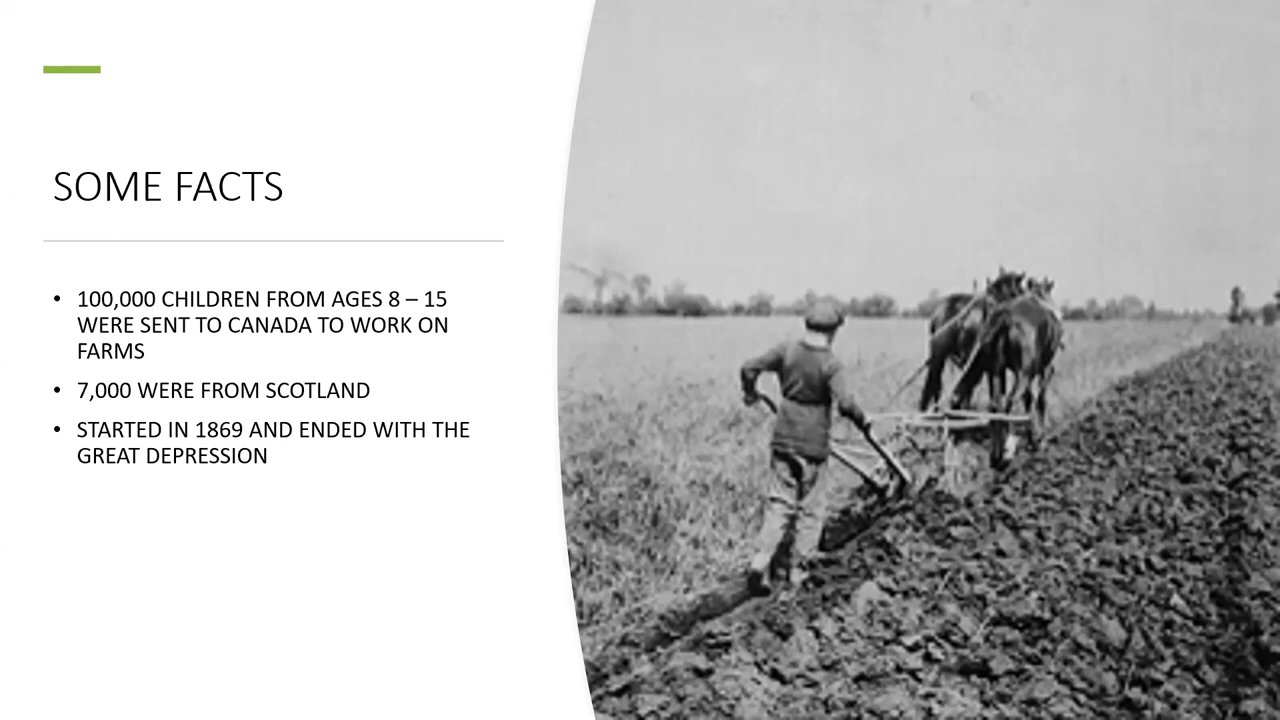 SOME FACTS
• 100,000 CHILDREN FROM AGES 8 – 15
WERE SENT TO CANADA TO WORK ON
FARMS
• 7,000 WERE FROM SCOTLAND
• STARTED IN 1869 AND ENDED WITH THE
GREAT DEPRESSION